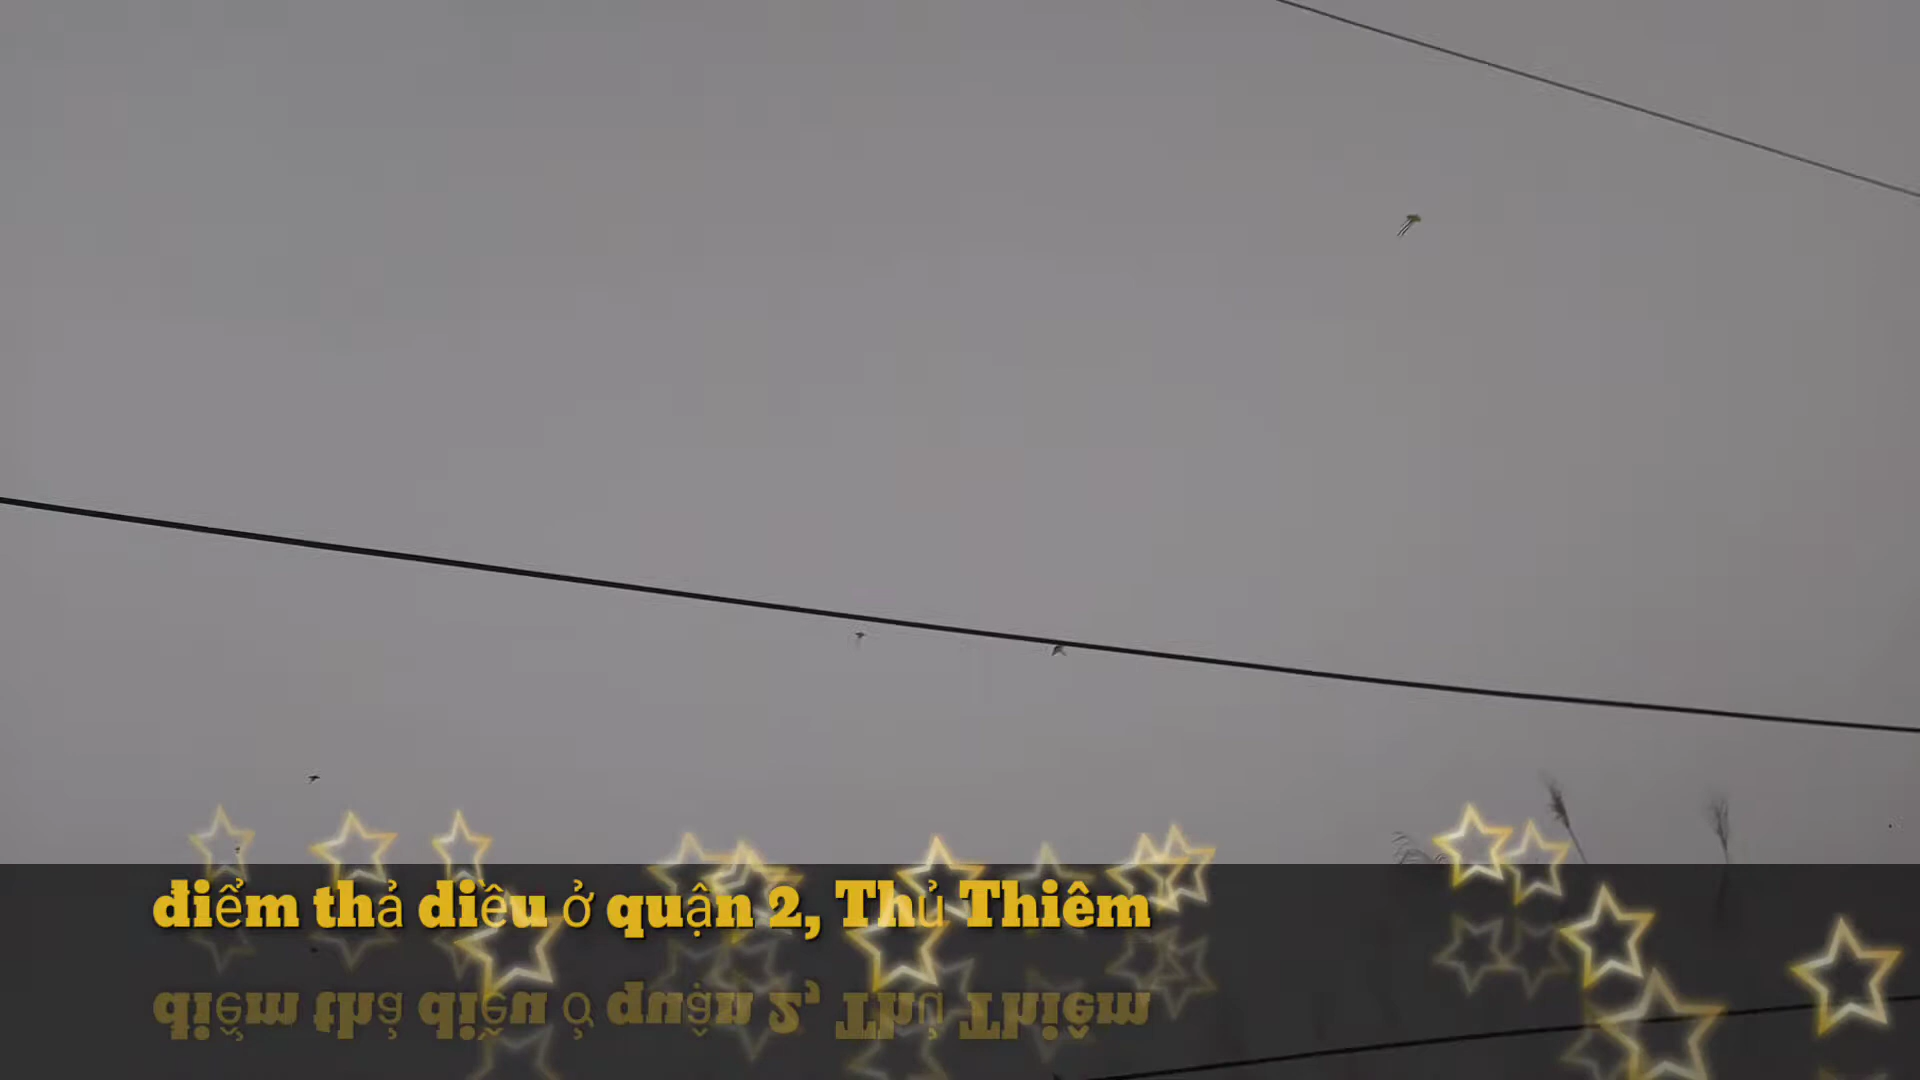 điểm thả diều ở quận 2, Thủ Thiêm